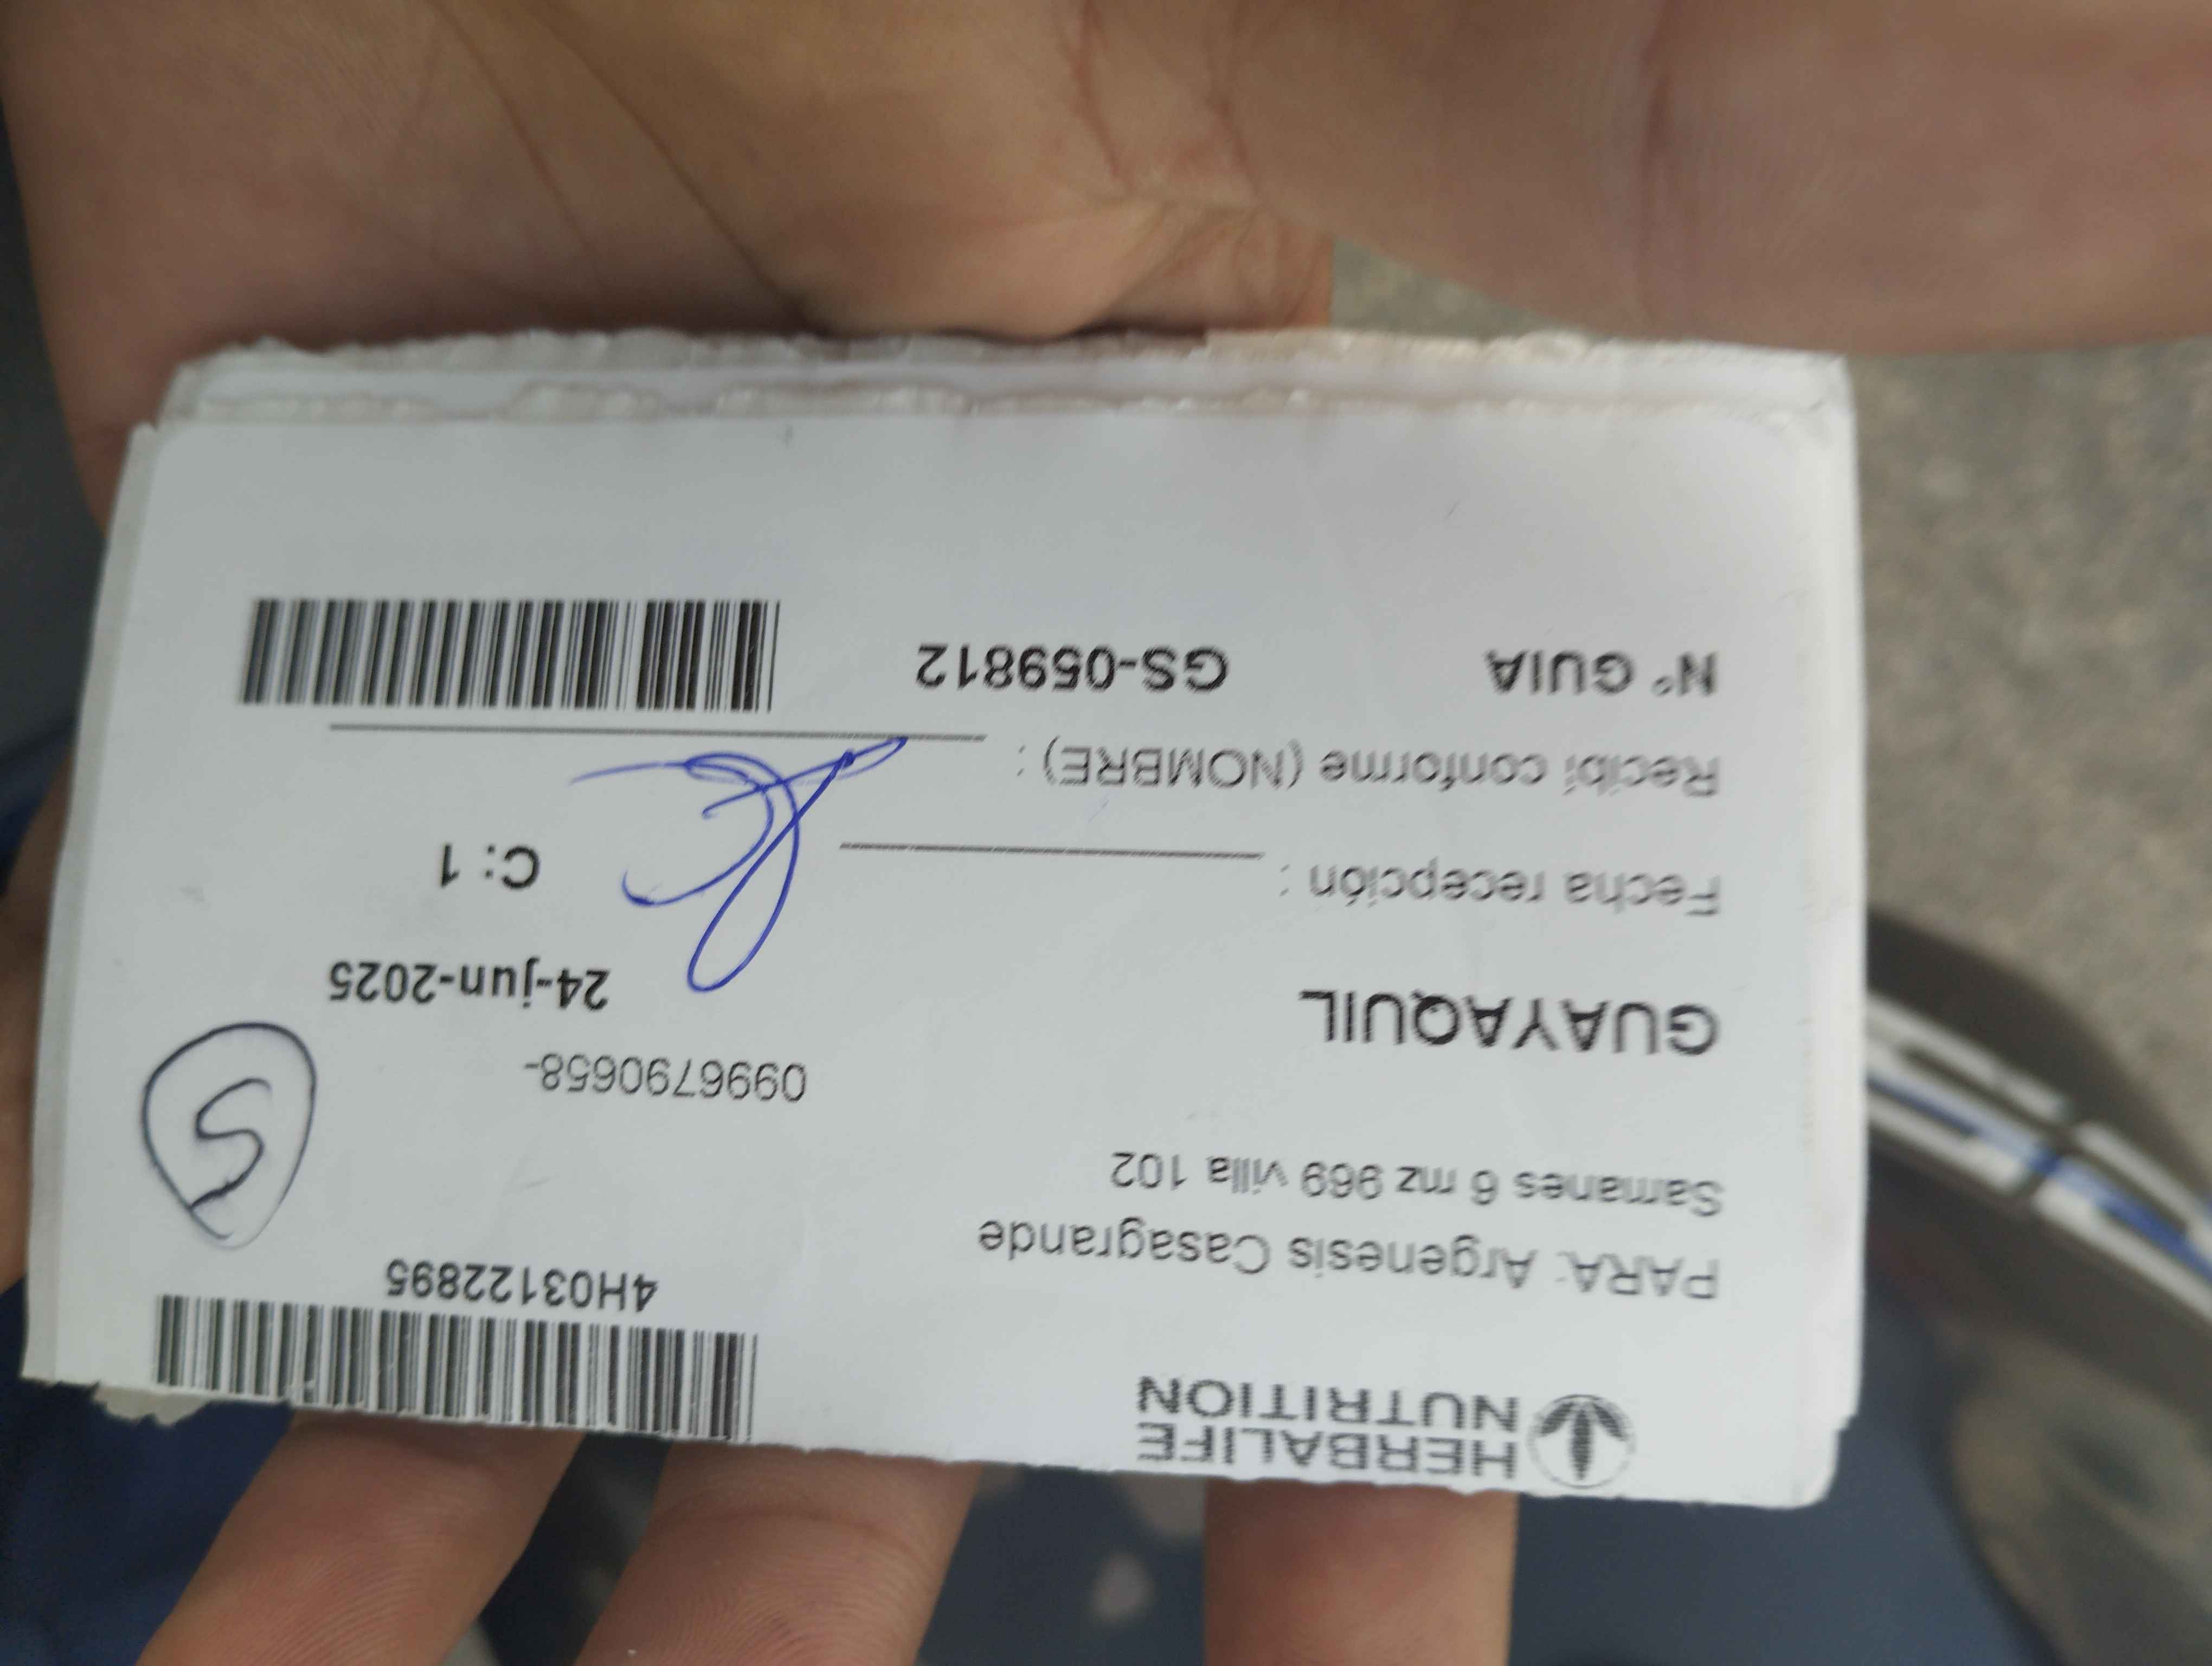 HERBALIFE
NUTRITION
4H03122895
PARA: Argenesis Casagrande
Samanes 6 mz 969 villa 102
S
0996790658-
GUAYAQUIL
24-jun-2025
Fecha recepción :
C: 1
Recibí conforme (NOMBRE) :
N° GUIA GS-059812